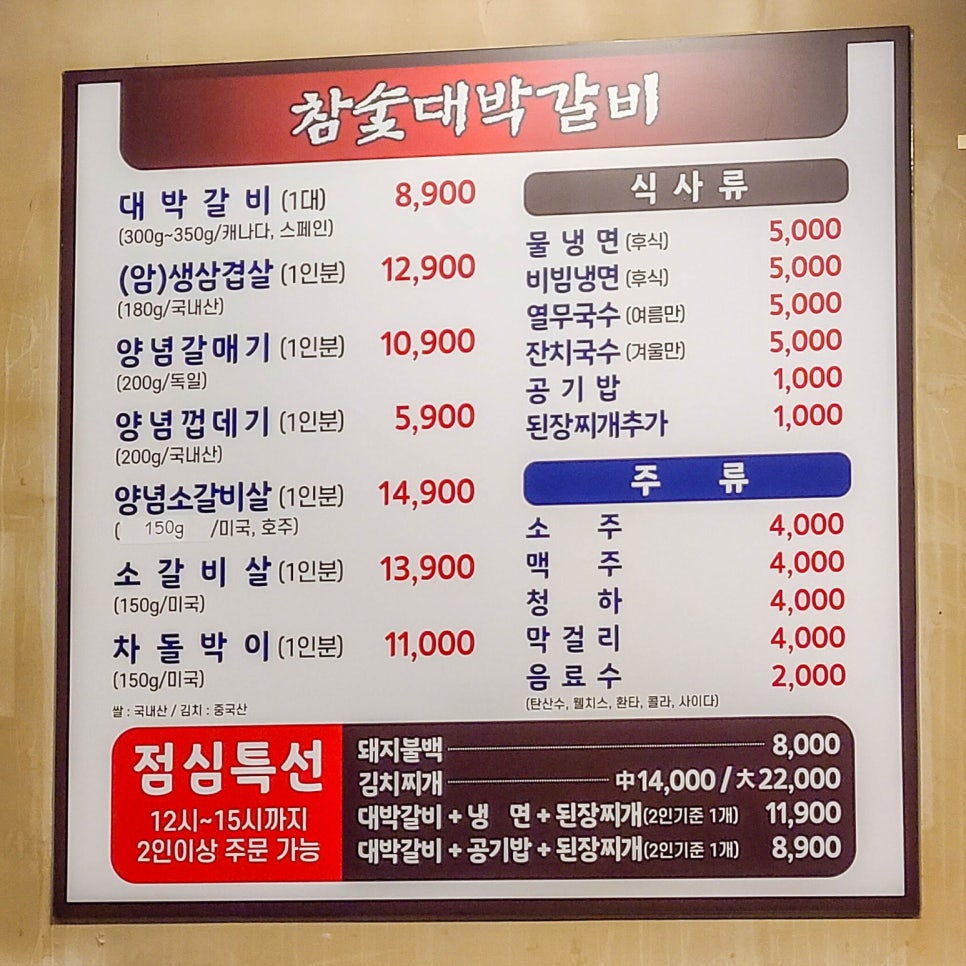 참숯대박갈비
대박갈비 (1대) 8,900
(300g~350g/캐나다, 스페인)
(암)생삼겹살 (1인분) 12,900
(180g/국내산)
양념갈매기 (1인분) 10,900
(200g/독일)
양념껍데기 (1인분) 5,900
(200g/국내산)
양념소갈비살 (1인분) 14,900
( 150g /미국, 호주)
소갈비살 (1인분) 13,900
(150g/미국)
차돌박이 (1인분) 11,000
(150g/미국)
쌀 : 국내산 / 김치 : 중국산
식사류
물냉면 (후식) 5,000
비빔냉면 (후식) 5,000
열무국수 (여름만) 5,000
잔치국수 (겨울만) 5,000
공기밥 1,000
된장찌개추가 1,000
주류
소주 4,000
맥주 4,000
청하 4,000
막걸리 4,000
음료수 2,000
(탄산수, 웰치스, 환타, 콜라, 사이다)
점심특선
12시~15시까지
2인이상 주문 가능
돼지불백 8,000
김치찌개 中14,000 / 大22,000
대박갈비 + 냉면 + 된장찌개(2인기준 1개) 11,900
대박갈비 + 공기밥 + 된장찌개(2인기준 1개) 8,900